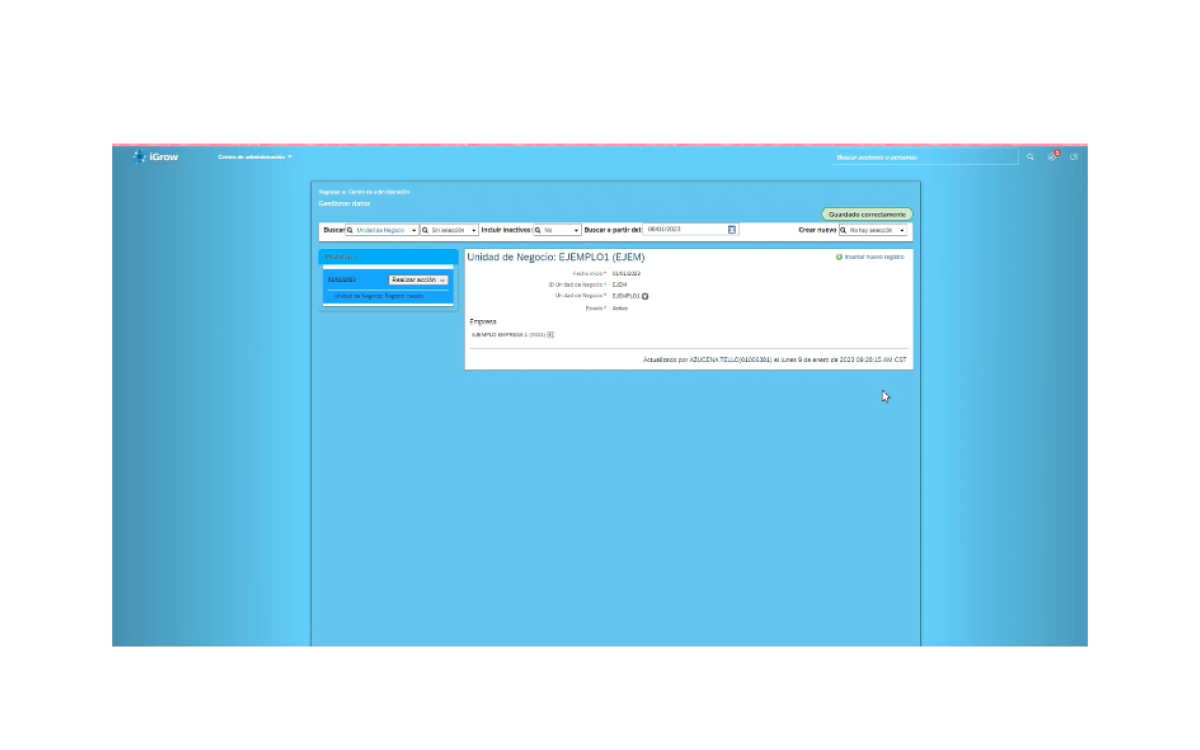 iGrow
Centro de administración
Buscar acciones o personas
Regresar a: Centro de administración
Gestionar datos
Guardado correctamente
Buscar Unidad de Negocio Sin selección Incluir inactivos: No Buscar a partir del: 09/01/2023 Crear nuevo No hay selección
Unidad de Negocio: EJEMPLO1 (EJEM)
Insertar nuevo registro
01/01/2023 Realizar acción
Unidad de Negocio: Registro creado
Fecha inicio * 01/01/2023
ID Unidad de Negocio * EJEM
Unidad de Negocio * EJEMPLO1
Estado * Activo
Empresa
EJEMPLO EMPRESA 1 (0001)
Actualizado por AZUCENA TELLO(01006301) el lunes 9 de enero de 2023 09:28:15 AM CST